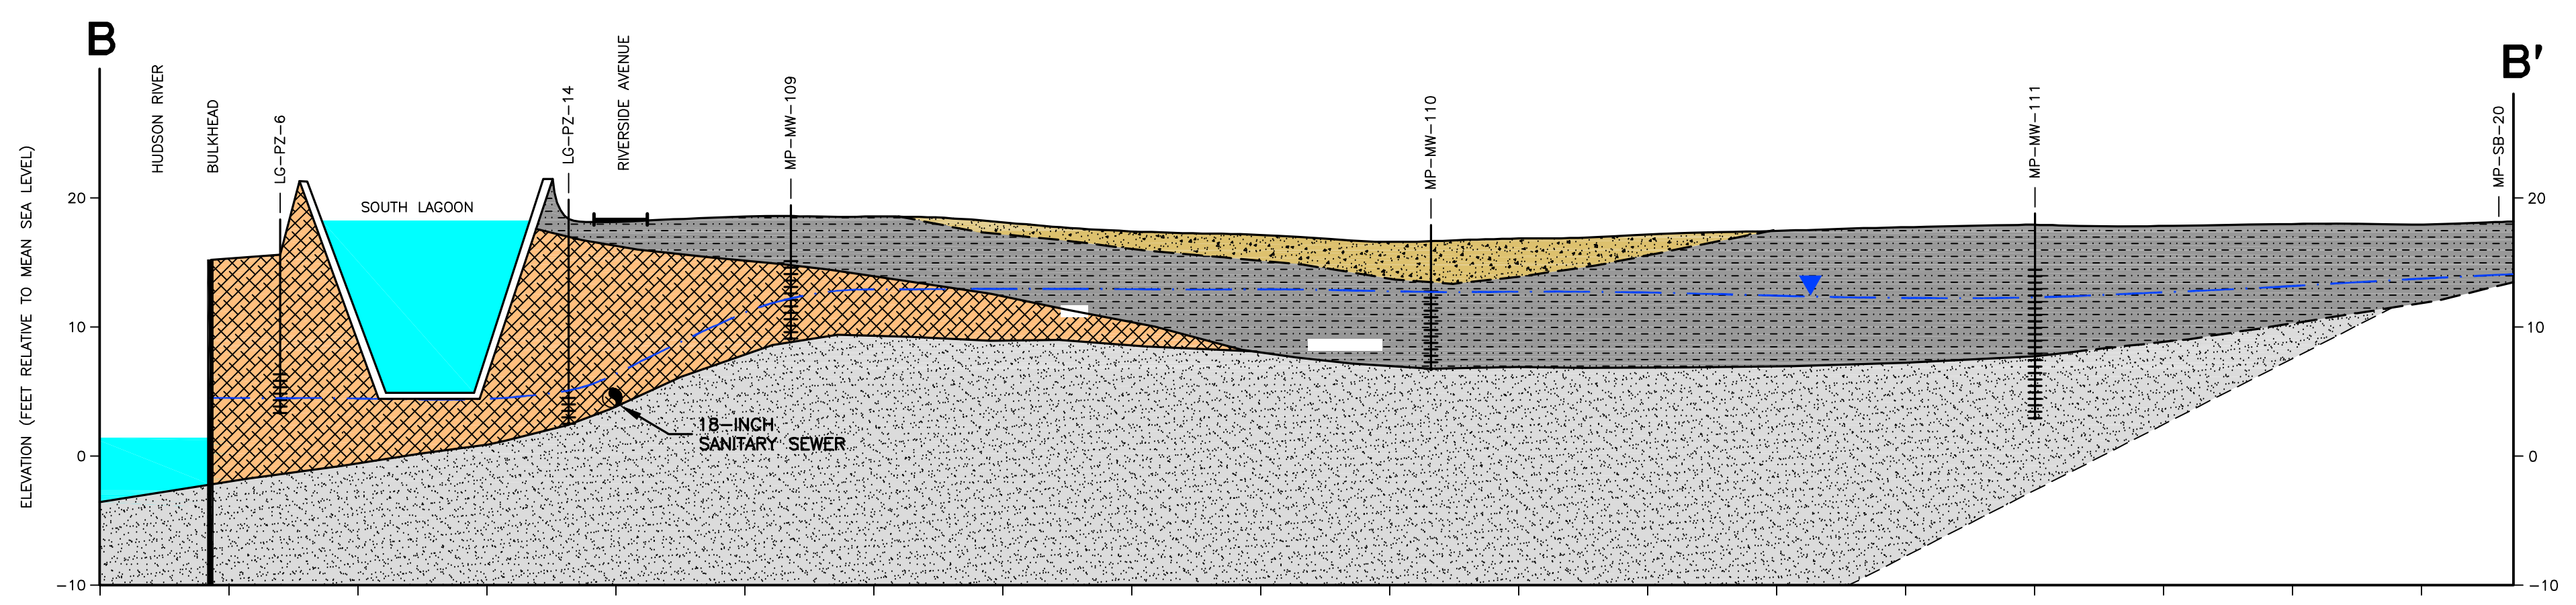 B
B'
HUDSON RIVER
BULKHEAD
LG-PZ-6
LG-PZ-14
RIVERSIDE AVENUE
MP-MW-109
MP-MW-110
MP-MW-111
MP-SB-20
ELEVATION (FEET RELATIVE TO MEAN SEA LEVEL)
20
10
0
-10
SOUTH LAGOON
18-INCH
SANITARY SEWER
20
10
0
-10